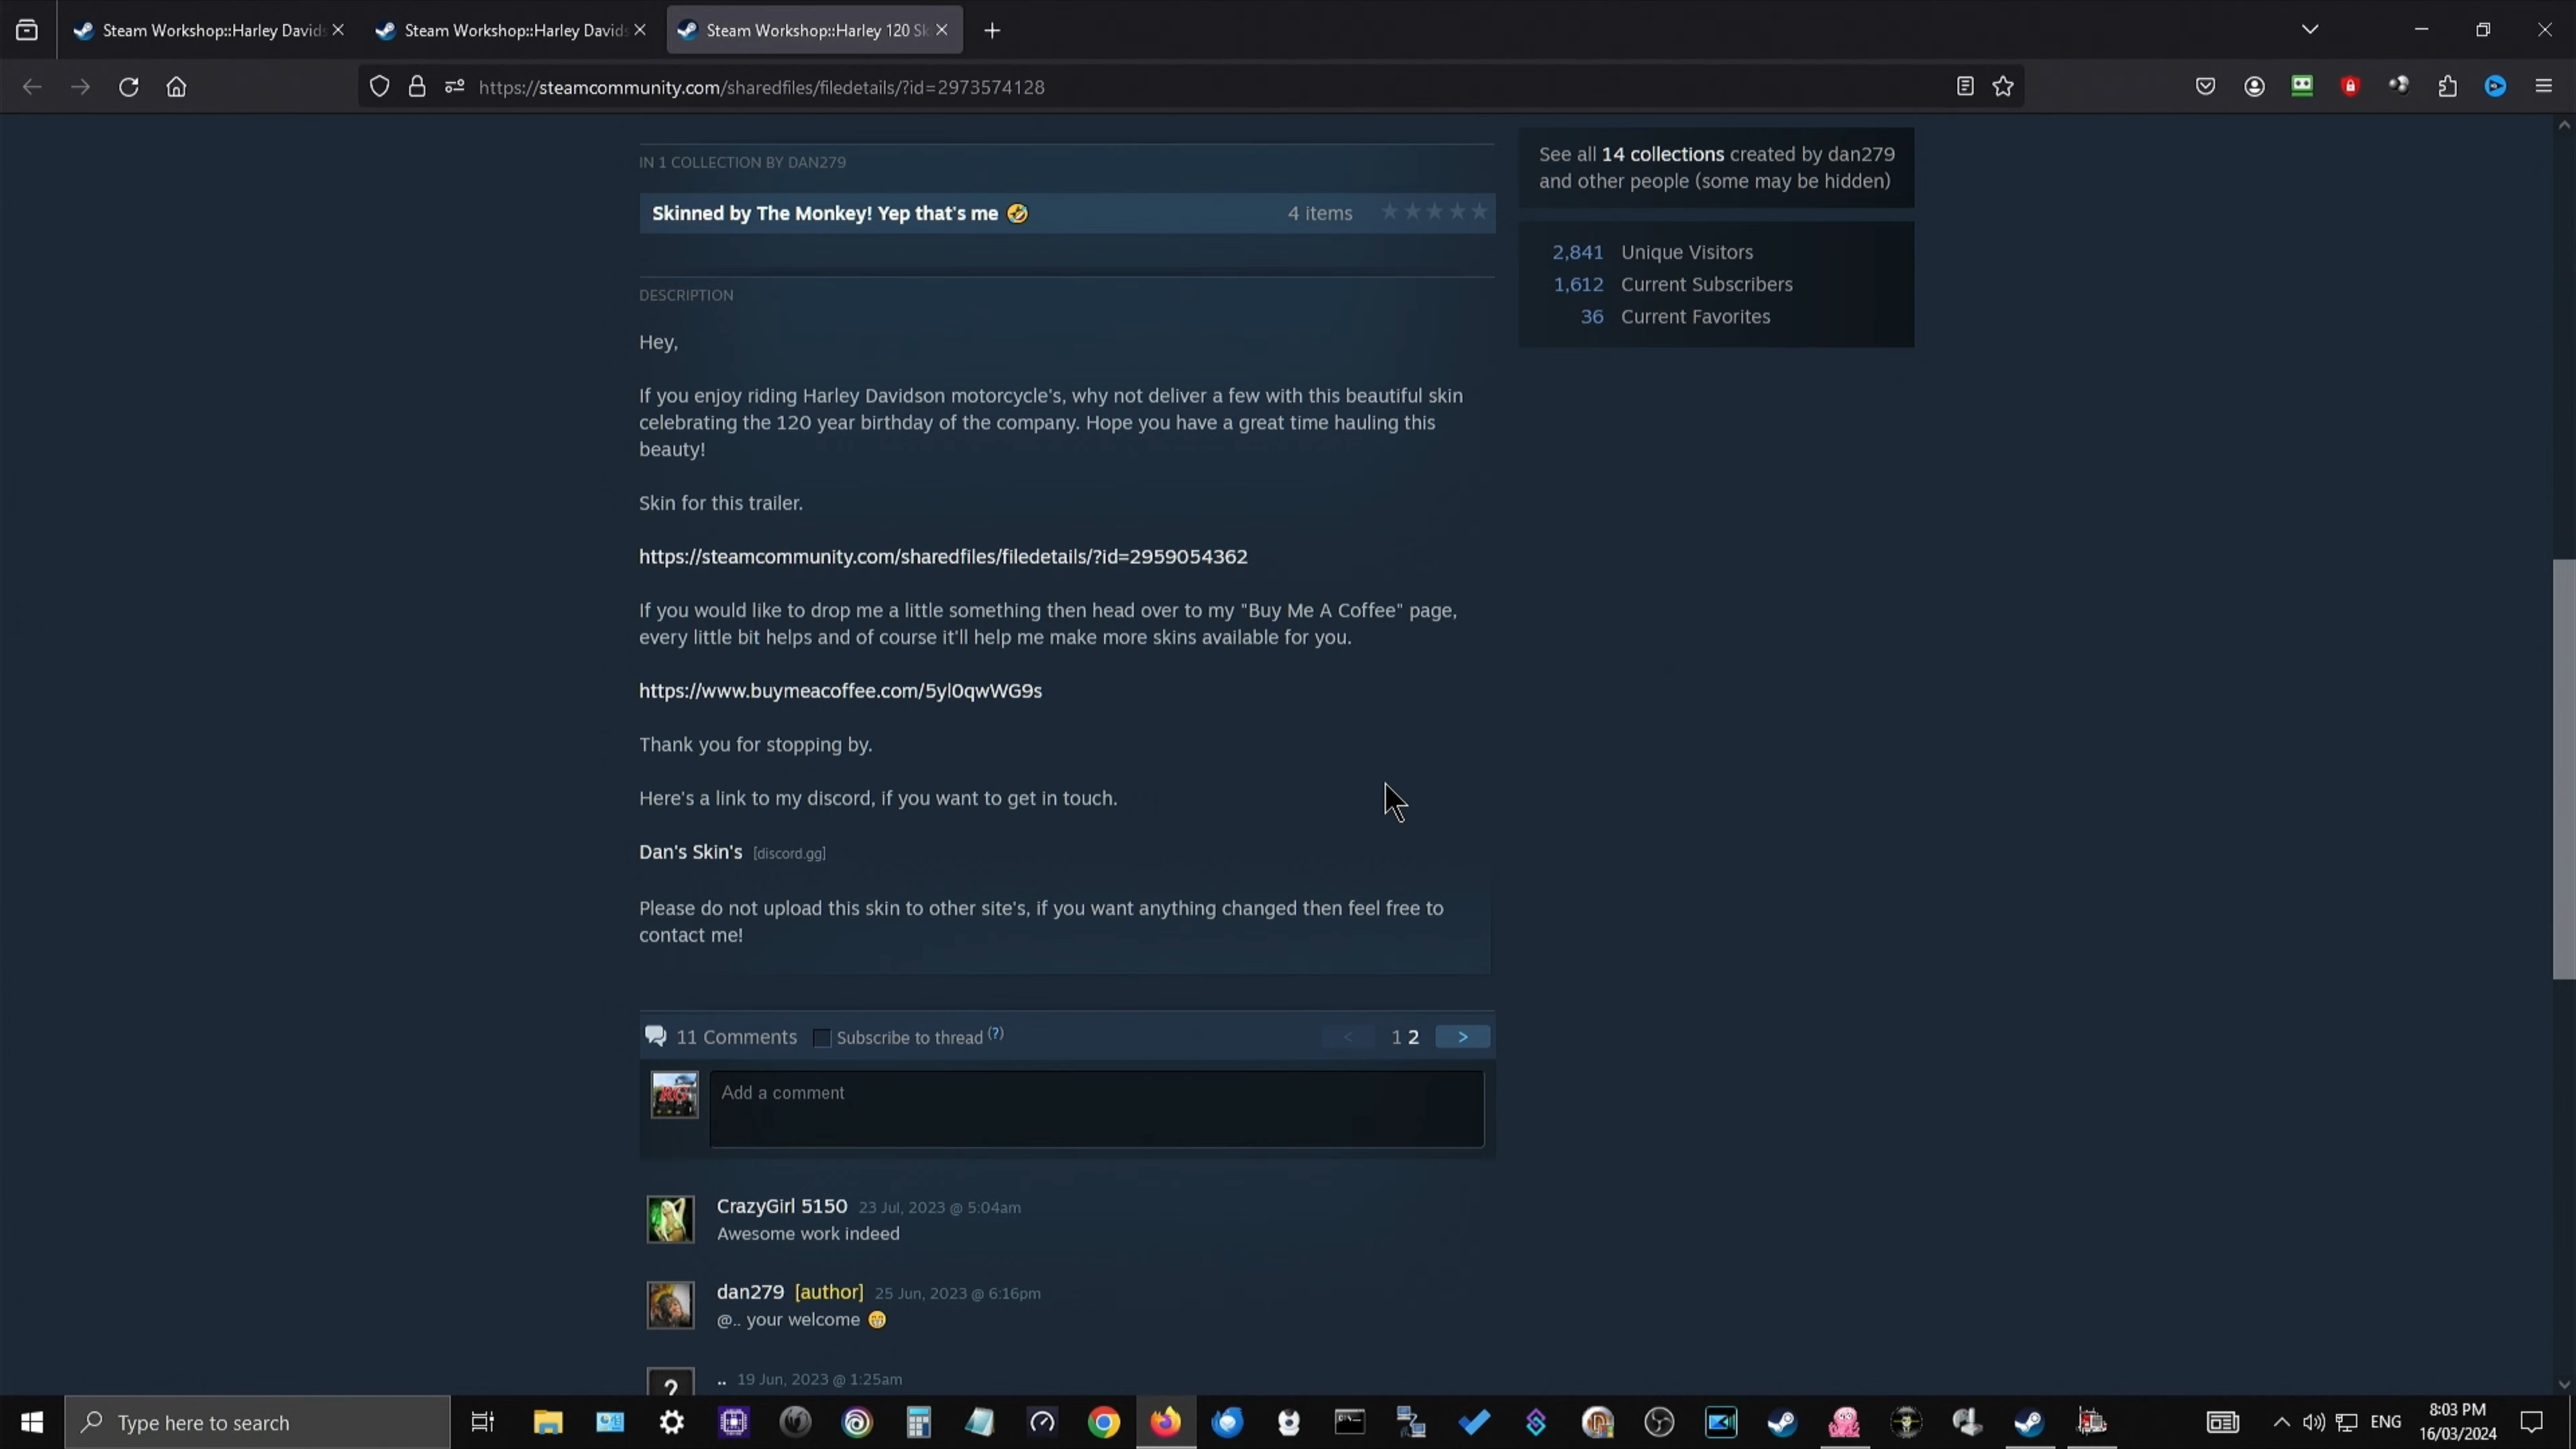 Steam Workshop::Harley Davids
Steam Workshop::Harley Davids
Steam Workshop::Harley 120 Sk
https://steamcommunity.com/sharedfiles/filedetails/?id=2973574128
IN 1 COLLECTION BY DAN279
Skinned by The Monkey! Yep that's me 🤣 4 items
See all 14 collections created by dan279
and other people (some may be hidden)
2,841 Unique Visitors
1,612 Current Subscribers
36 Current Favorites
DESCRIPTION
Hey,
If you enjoy riding Harley Davidson motorcycle's, why not deliver a few with this beautiful skin
celebrating the 120 year birthday of the company. Hope you have a great time hauling this
beauty!
Skin for this trailer.
https://steamcommunity.com/sharedfiles/filedetails/?id=2959054362
If you would like to drop me a little something then head over to my "Buy Me A Coffee" page,
every little bit helps and of course it'll help me make more skins available for you.
https://www.buymeacoffee.com/5yl0qwWG9s
Thank you for stopping by.
Here's a link to my discord, if you want to get in touch.
Dan's Skin's [discord.gg]
Please do not upload this skin to other site's, if you want anything changed then feel free to
contact me!
11 Comments Subscribe to thread (?) < 1 2 >
Add a comment
CrazyGirl 5150 23 Jul, 2023 @ 5:04am
Awesome work indeed
dan279 [author] 25 Jun, 2023 @ 6:16pm
@.. your welcome 😁
.. 19 Jun, 2023 @ 1:25am
Type here to search
ENG
8:03 PM
16/03/2024